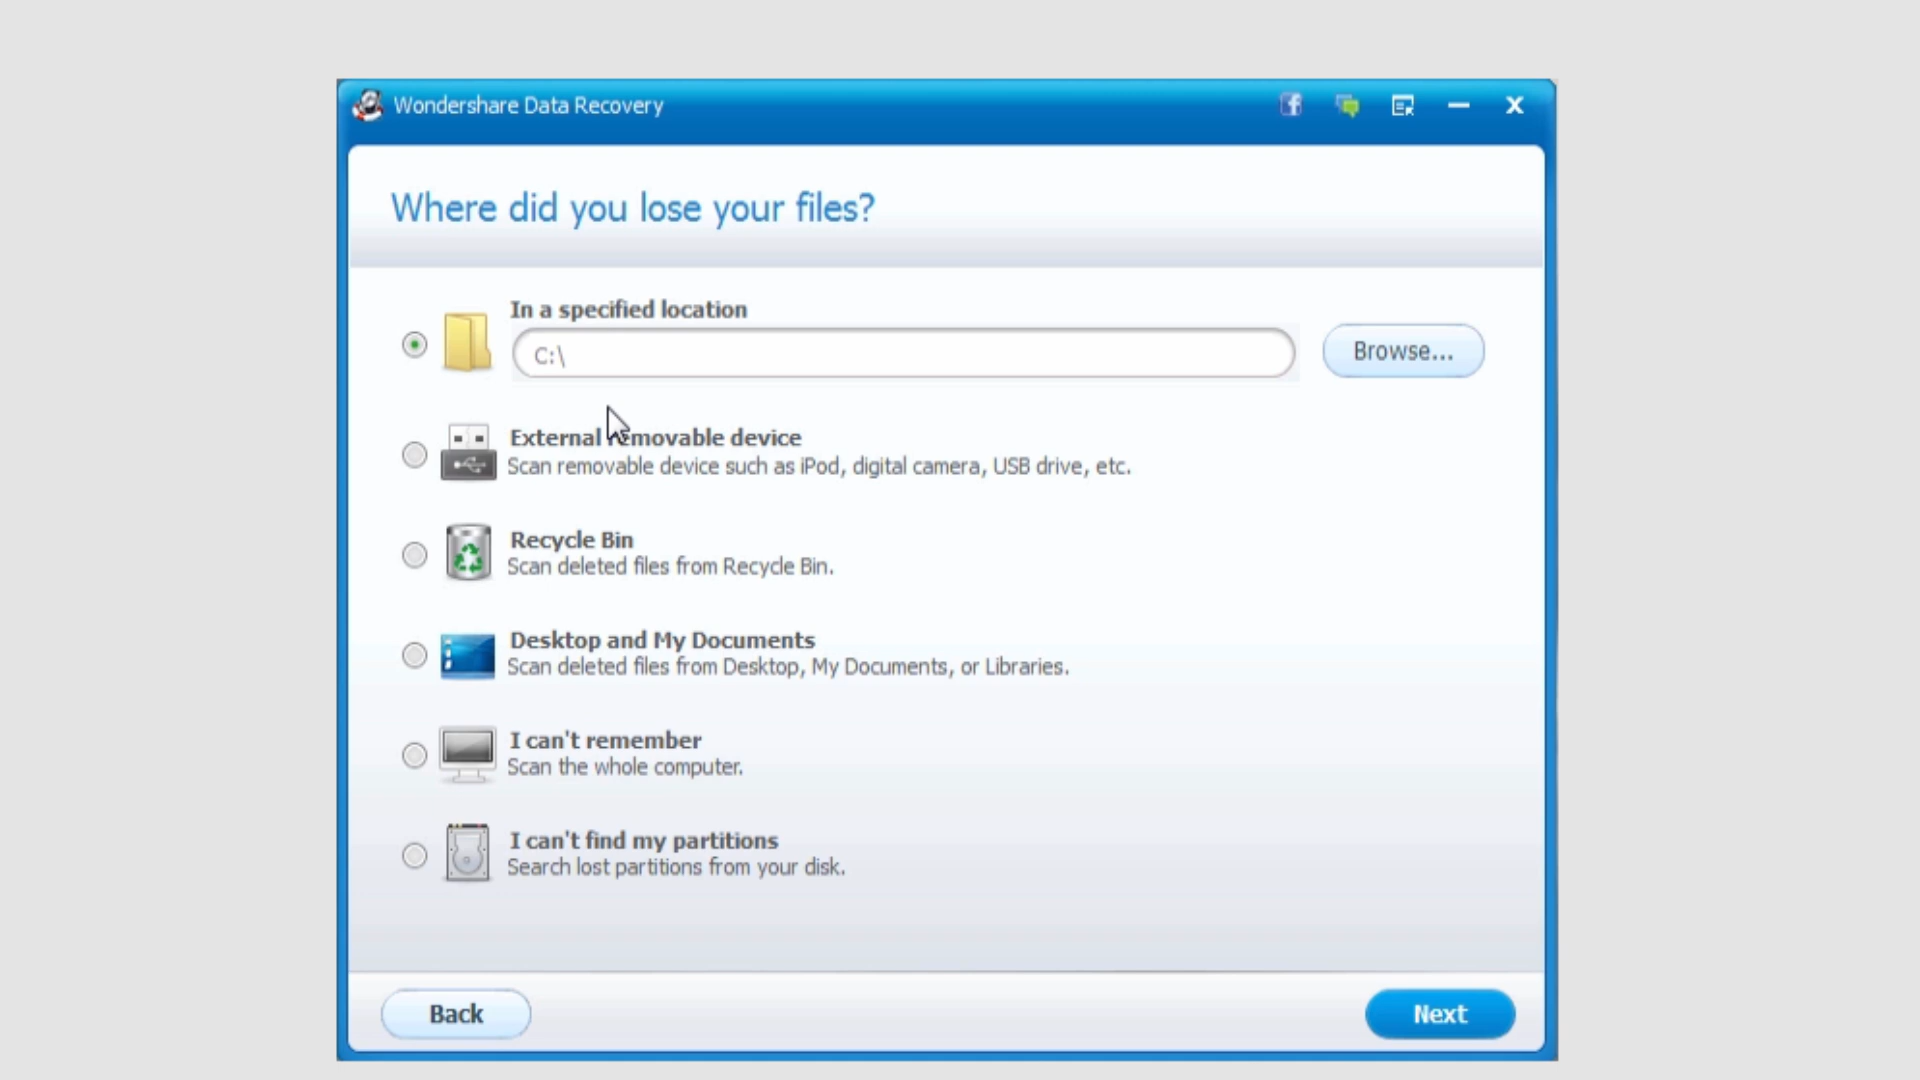 Wondershare Data Recovery
Where did you lose your files?
In a specified location
C:\
Browse...
External removable device
Scan removable device such as iPod, digital camera, USB drive, etc.
Recycle Bin
Scan deleted files from Recycle Bin.
Desktop and My Documents
Scan deleted files from Desktop, My Documents, or Libraries.
I can't remember
Scan the whole computer.
I can't find my partitions
Search lost partitions from your disk.
Back
Next